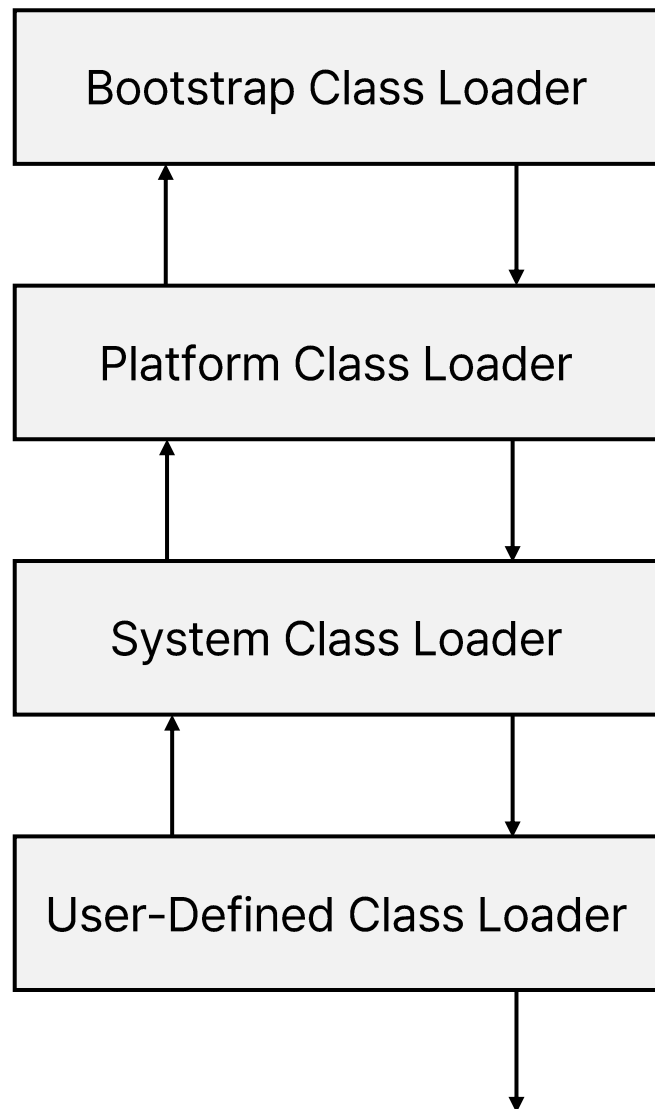 Bootstrap Class Loader
Platform Class Loader
System Class Loader
User-Defined Class Loader